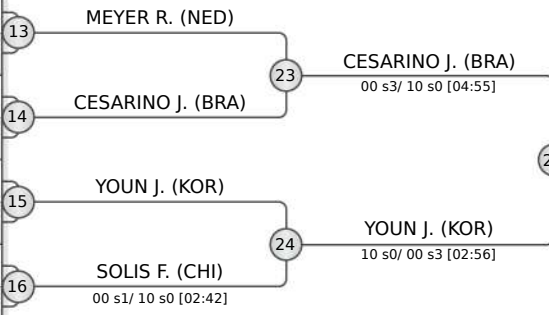 MEYER R. (NED)
13
23
CESARINO J. (BRA)
00 s3/ 10 s0 [04:55]
CESARINO J. (BRA)
14
YOUN J. (KOR)
15
24
YOUN J. (KOR)
10 s0/ 00 s3 [02:56]
SOLIS F. (CHI)
16
00 s1/ 10 s0 [02:42]